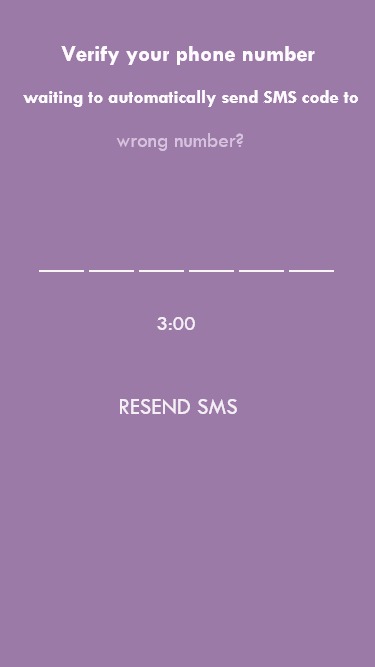 Verify your phone number
waiting to automatically send SMS code to
wrong number?
3:00
RESEND SMS